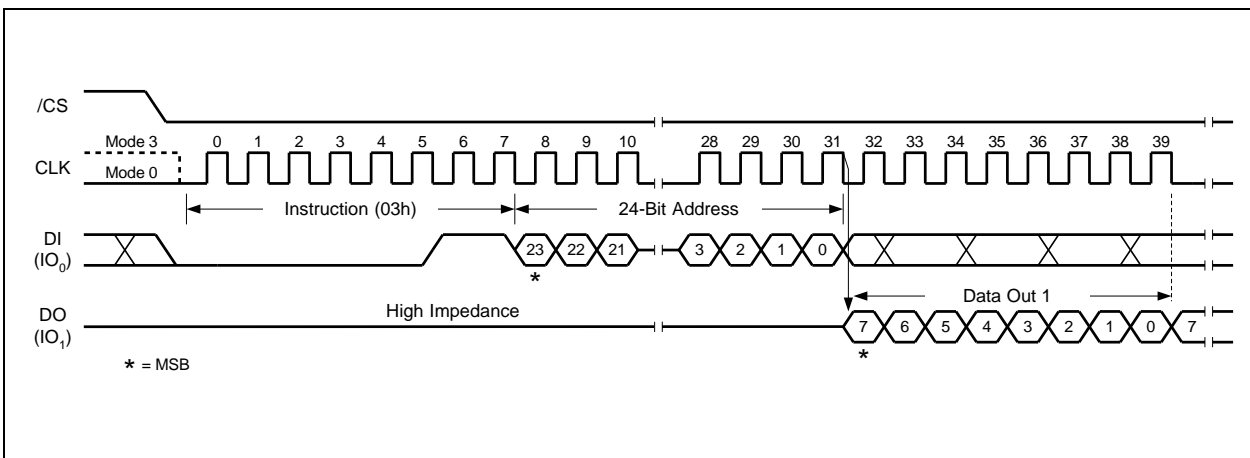 /CS
Mode 3 0 1 2 3 4 5 6 7 8 9 10 28 29 30 31 32 33 34 35 36 37 38 39
CLK Mode 0
Instruction (03h) 24-Bit Address
DI
(IO₀) 23 22 21 3 2 1 0
*
High Impedance Data Out 1
DO
(IO₁) 7 6 5 4 3 2 1 0 7
*
* = MSB